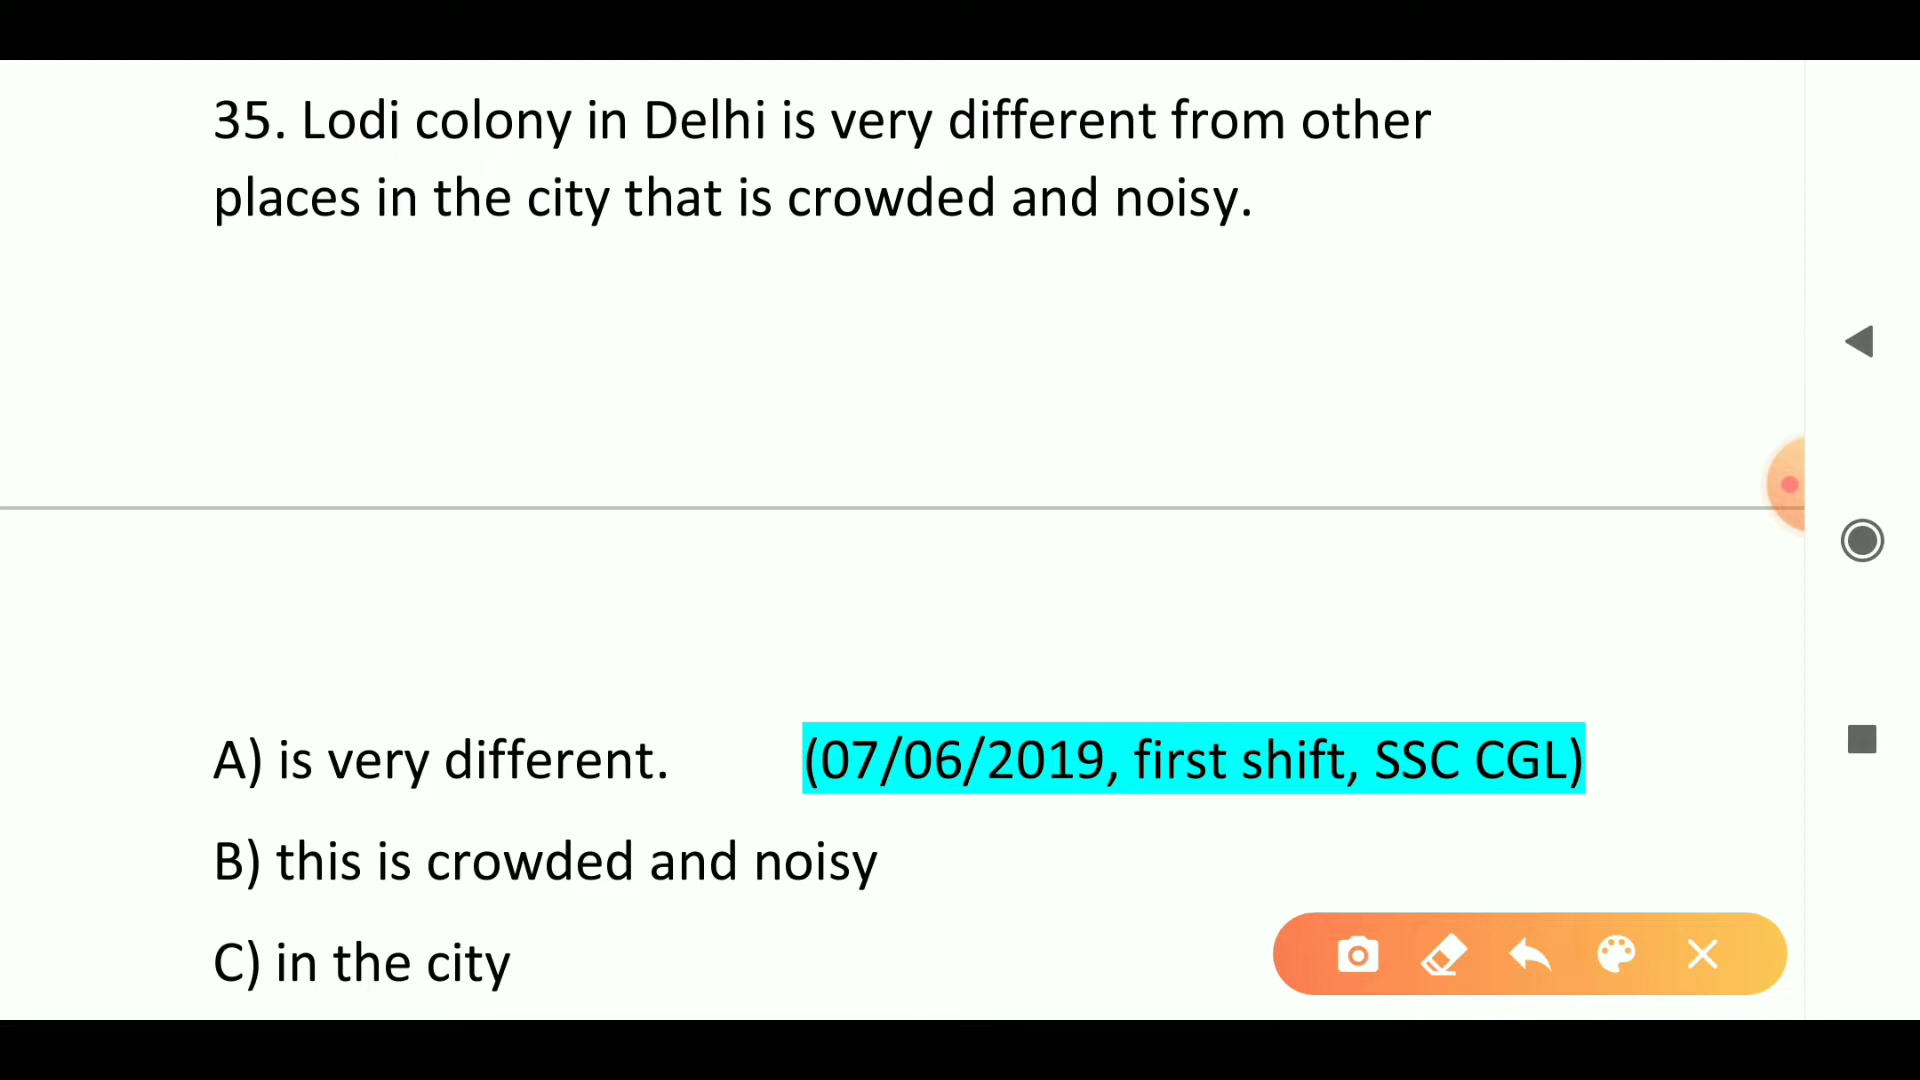 35. Lodi colony in Delhi is very different from other
places in the city that is crowded and noisy.
A) is very different.
(07/06/2019, first shift, SSC CGL)
B) this is crowded and noisy
C) in the city